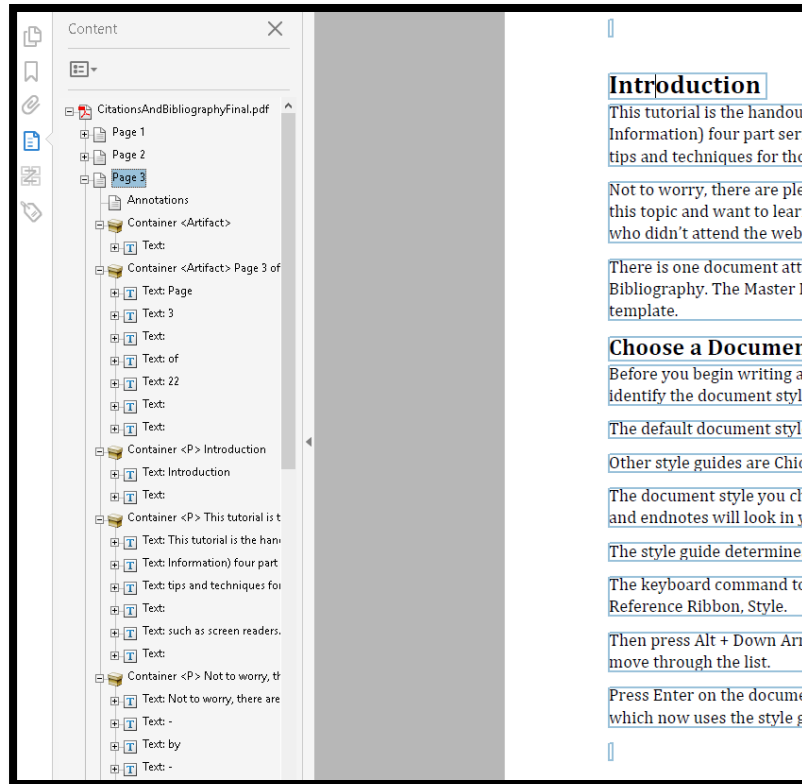 Content
CitationsAndBibliographyFinal.pdf
Page 1
Page 2
Page 3
Annotations
Container <Artifact>
Text:
Container <Artifact> Page 3 of
Text: Page
Text: 3
Text:
Text: of
Text: 22
Text:
Text:
Container <P> Introduction
Text: Introduction
Text:
Container <P> This tutorial is t
Text: This tutorial is the han
Text: Information) four part
Text: tips and techniques for
Text:
Text: such as screen readers.
Text:
Container <P> Not to worry, th
Text: Not to worry, there are
Text: -
Text: by
Text: -
Introduction
This tutorial is the handou
Information) four part ser
tips and techniques for tho
Not to worry, there are ple
this topic and want to lear
who didn't attend the web
There is one document att
Bibliography. The Master
template.
Choose a Documen
Before you begin writing a
identify the document styl
The default document styl
Other style guides are Chic
The document style you ch
and endnotes will look in y
The style guide determine
The keyboard command to
Reference Ribbon, Style.
Then press Alt + Down Arr
move through the list.
Press Enter on the docume
which now uses the style g